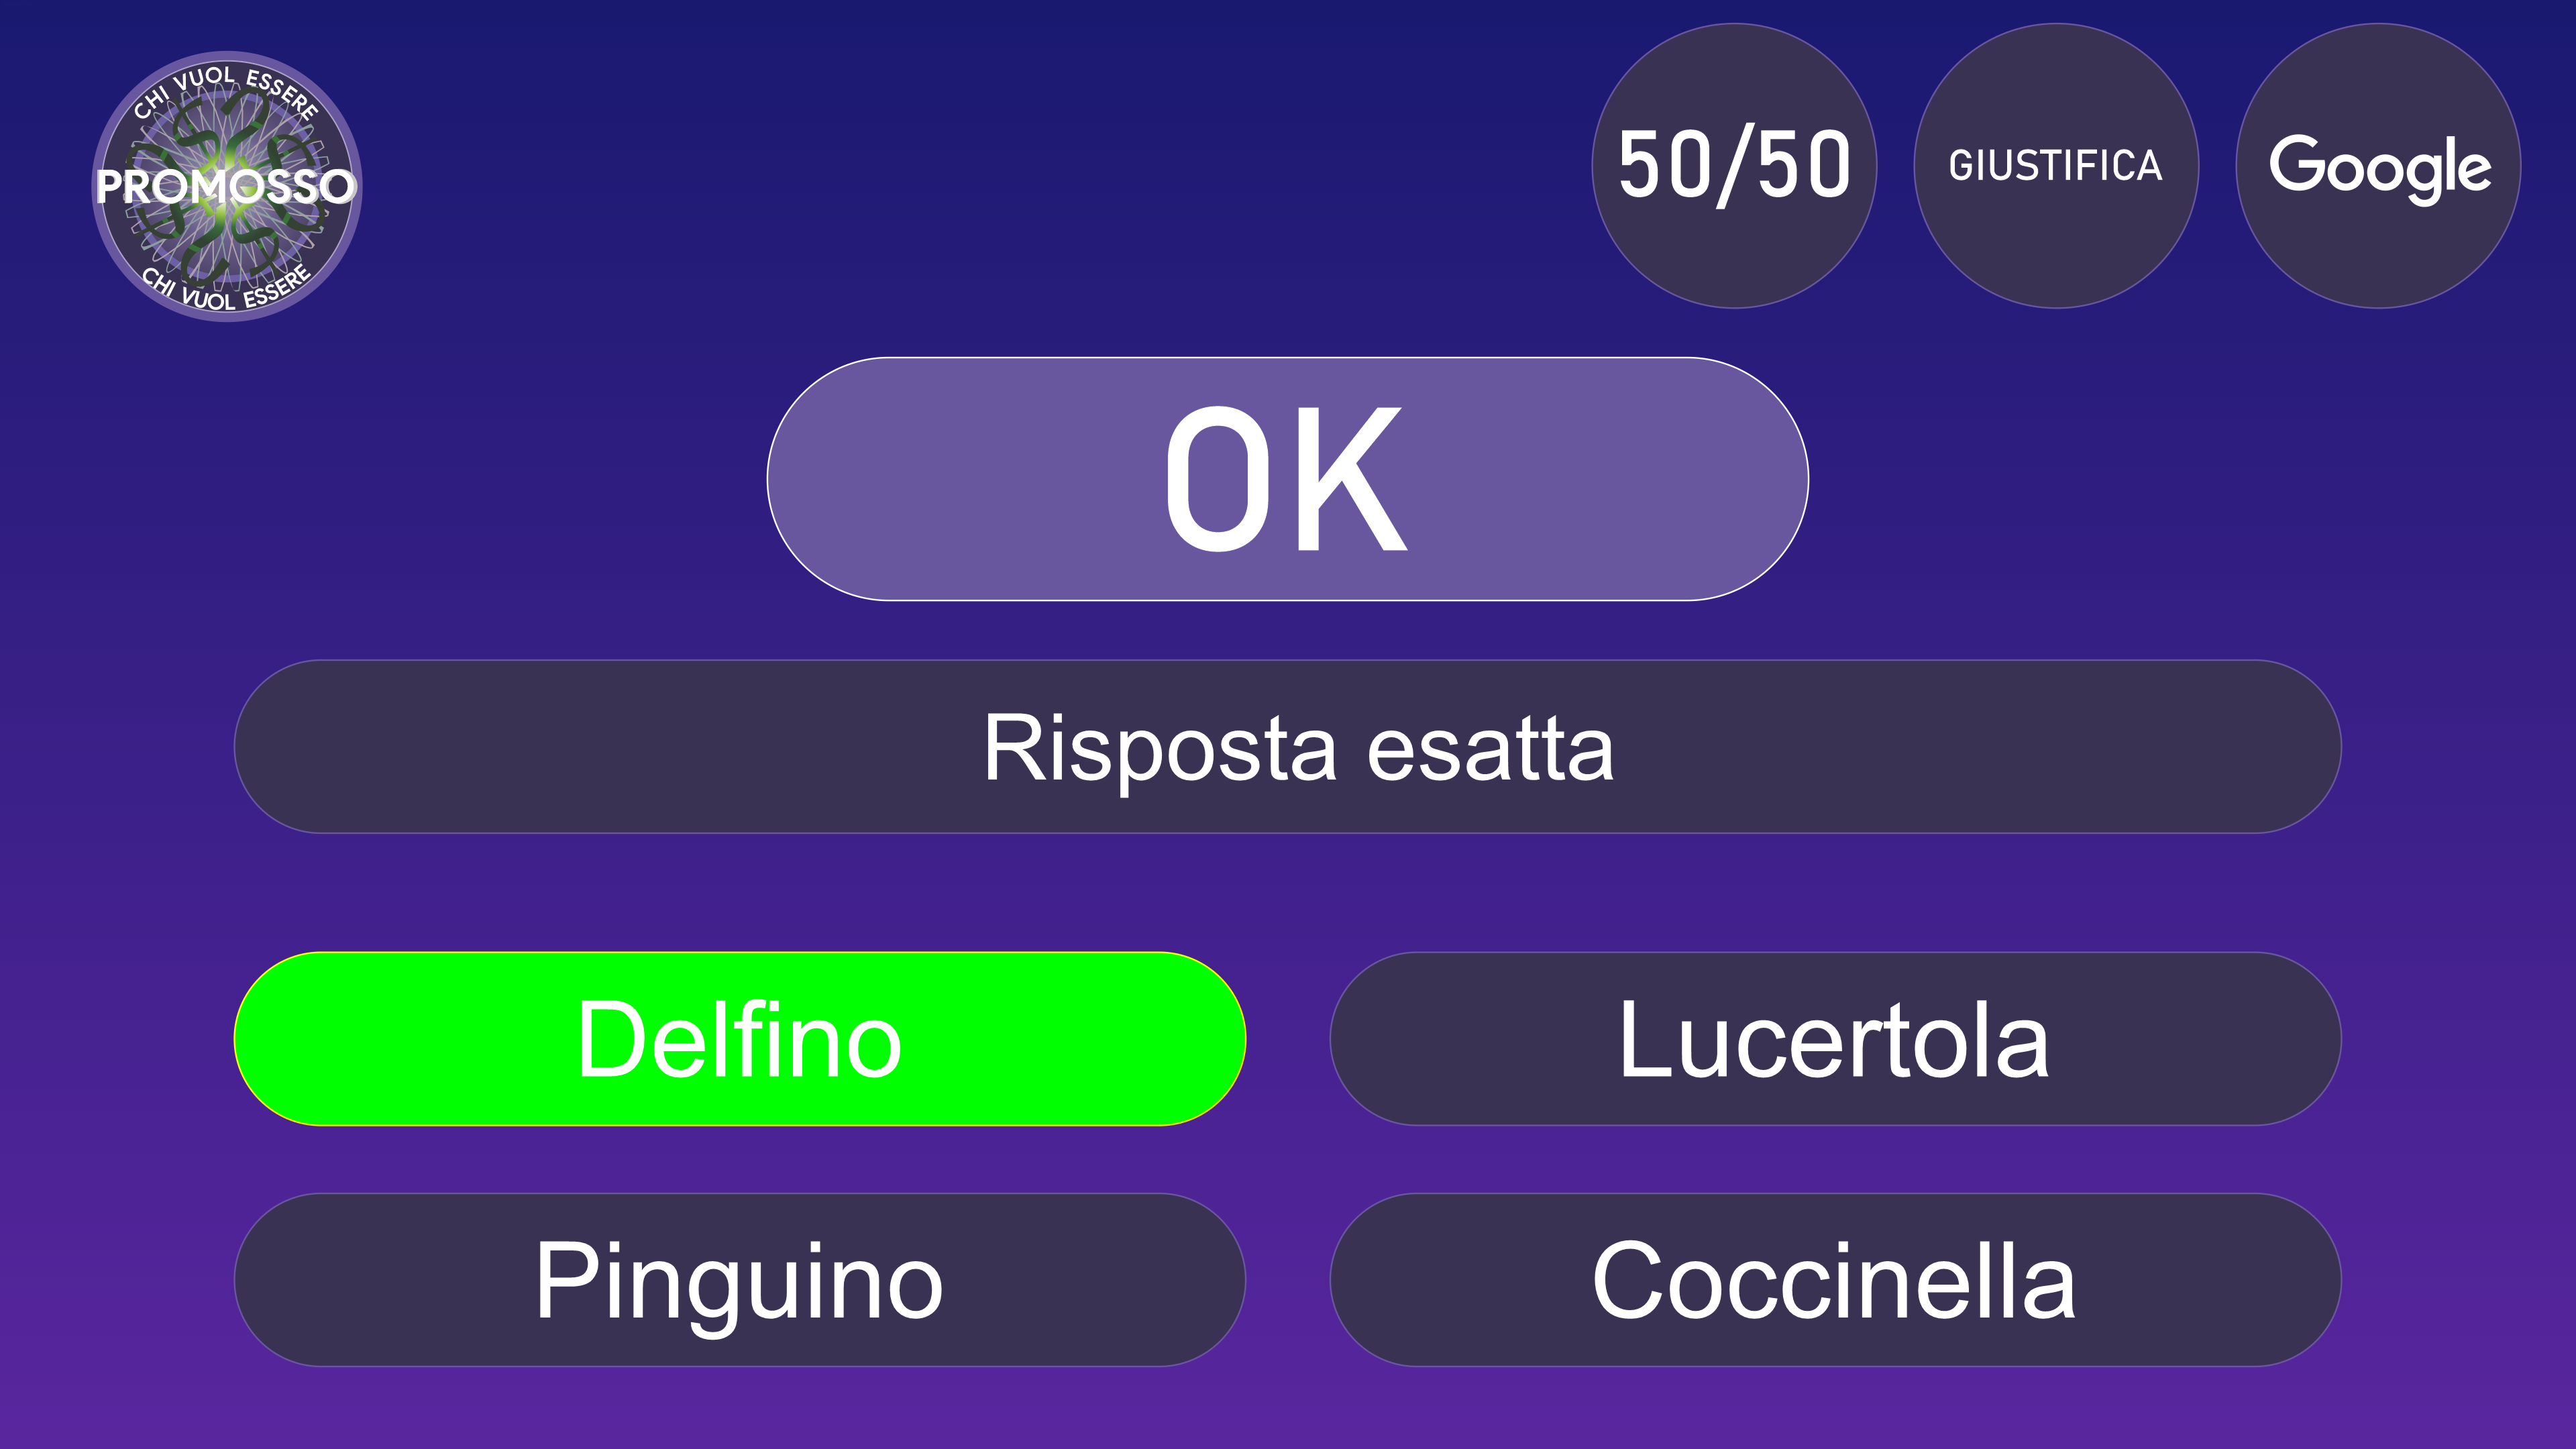 CHI VUOL ESSERE
PROMOSSO
CHI VUOL ESSERE
50/50
GIUSTIFICA
Google
OK
Risposta esatta
Delfino
Lucertola
Pinguino
Coccinella